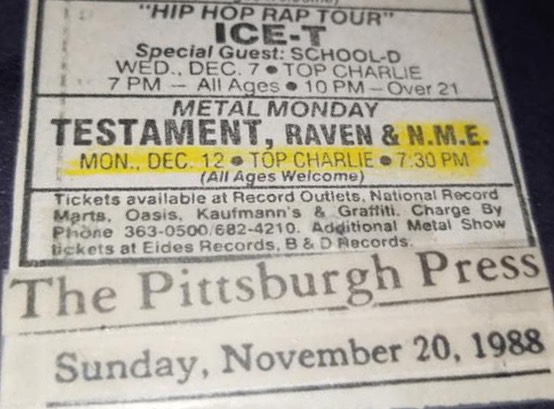 "HIP HOP RAP TOUR"
ICE-T
Special Guest: SCHOOL-D
WED., DEC. 7 • TOP CHARLIE
7 PM — All Ages • 10 PM — Over 21
METAL MONDAY
TESTAMENT, RAVEN & N.M.E.
MON., DEC. 12 • TOP CHARLIE • 7:30 PM
(All Ages Welcome)
Tickets available at Record Outlets, National Record
Marts, Oasis, Kaufmann's & Graffiti. Charge By
Phone 363-0500/682-4210. Additional Metal Show
tickets at Eides Records, B & D Records.
The Pittsburgh Press
Sunday, November 20, 1988